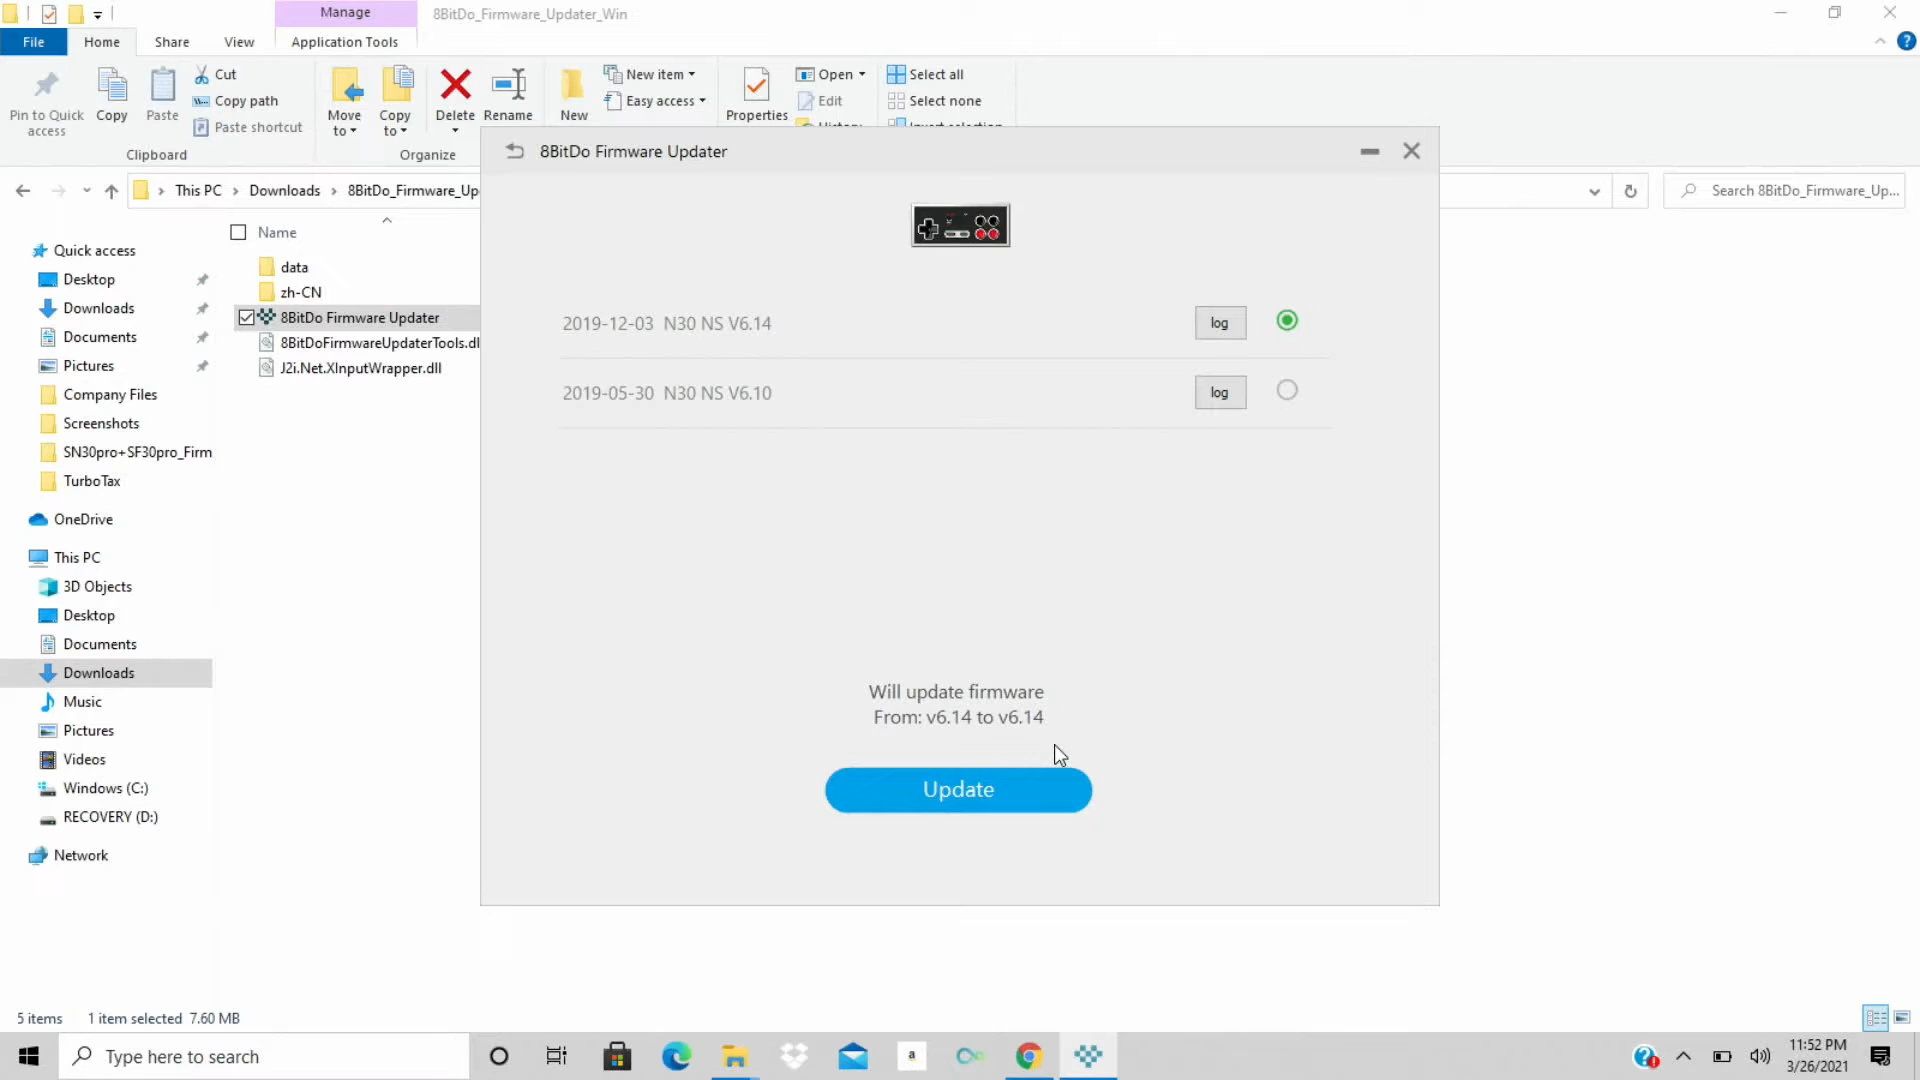 Manage
8BitDo_Firmware_Updater_Win
File
Home
Share
View
Application Tools
Pin to Quick access
Copy
Paste
Cut
Copy path
Paste shortcut
Clipboard
Move to
Copy to
Delete
Rename
Organize
New
New item
Easy access
Properties
Open
Edit
History
Select all
Select none
Invert selection
This PC
Downloads
8BitDo_Firmware_Up
Search 8BitDo_Firmware_Up...
Name
Quick access
Desktop
Downloads
Documents
Pictures
Company Files
Screenshots
SN30pro+SF30pro_Firm
TurboTax
OneDrive
This PC
3D Objects
Desktop
Documents
Downloads
Music
Pictures
Videos
Windows (C:)
RECOVERY (D:)
Network
data
zh-CN
8BitDo Firmware Updater
8BitDoFirmwareUpdaterTools.dl
J2i.Net.XInputWrapper.dll
8BitDo Firmware Updater
2019-12-03 N30 NS V6.14
log
2019-05-30 N30 NS V6.10
log
Will update firmware
From: v6.14 to v6.14
Update
5 items
1 item selected 7.60 MB
Type here to search
a
11:52 PM
3/26/2021